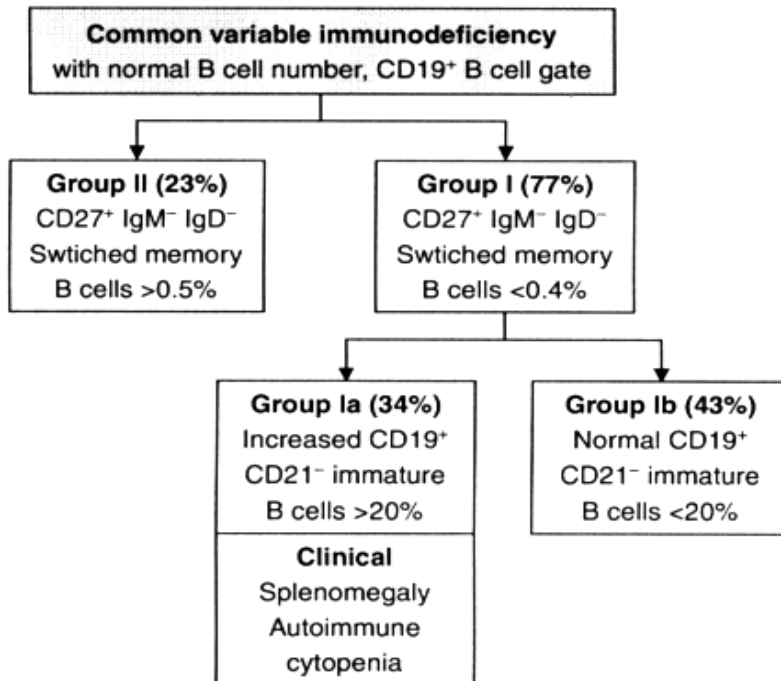 Common variable immunodeficiency
with normal B cell number, CD19⁺ B cell gate
Group II (23%)
CD27⁺ IgM⁻ IgD⁻
Swtiched memory
B cells >0.5%
Group I (77%)
CD27⁺ IgM⁻ IgD⁻
Swtiched memory
B cells <0.4%
Group Ia (34%)
Increased CD19⁺
CD21⁻ immature
B cells >20%
Clinical
Splenomegaly
Autoimmune
cytopenia
Group Ib (43%)
Normal CD19⁺
CD21⁻ immature
B cells <20%